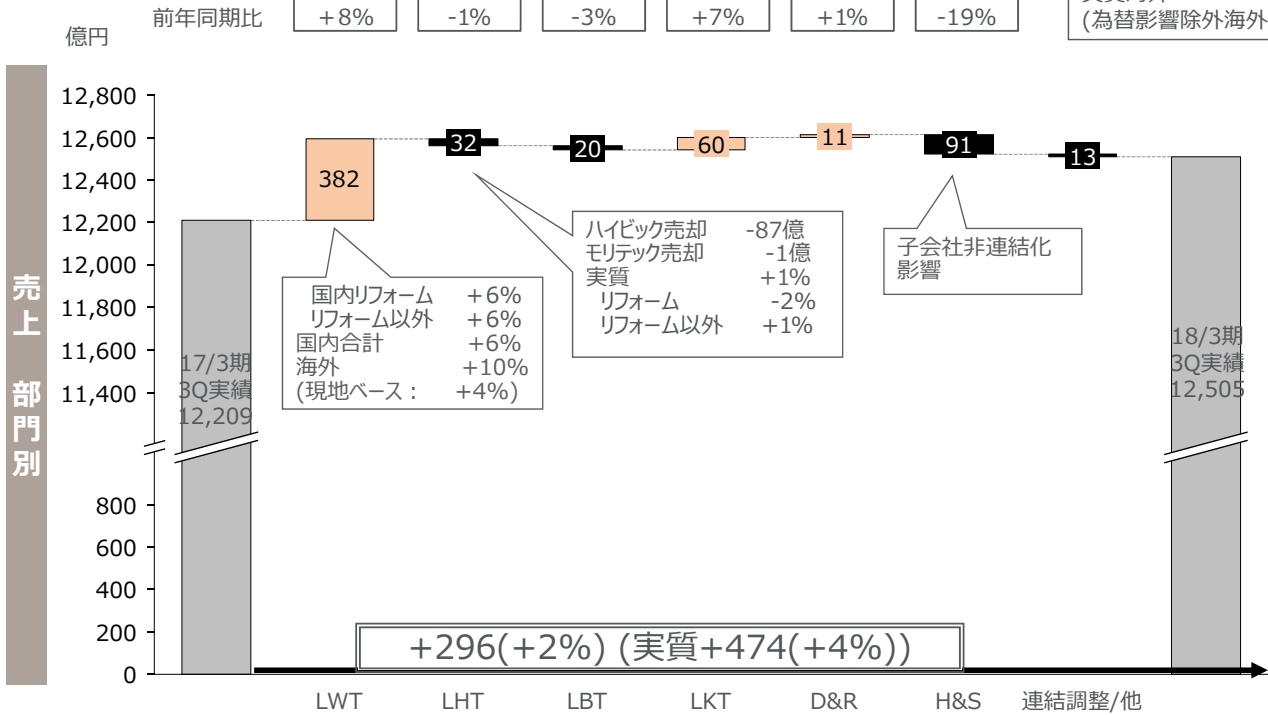 前年同期比 +8% -1% -3% +7% +1% -19%
(為替影響除外海外
億円
売上 部門別
12,800
12,600
12,400
12,200
12,000
11,800
11,600
11,400
800
600
400
200
0
382
32
20
60
11
91
13
17/3期
3Q実績
12,209
国内リフォーム +6%
リフォーム以外 +6%
国内合計 +6%
海外 +10%
(現地ベース: +4%)
ハイビック売却 -87億
モリテック売却 -1億
実質 +1%
リフォーム -2%
リフォーム以外 +1%
子会社非連結化
影響
18/3期
3Q実績
12,505
+296(+2%) (実質+474(+4%))
LWT LHT LBT LKT D&R H&S 連結調整/他